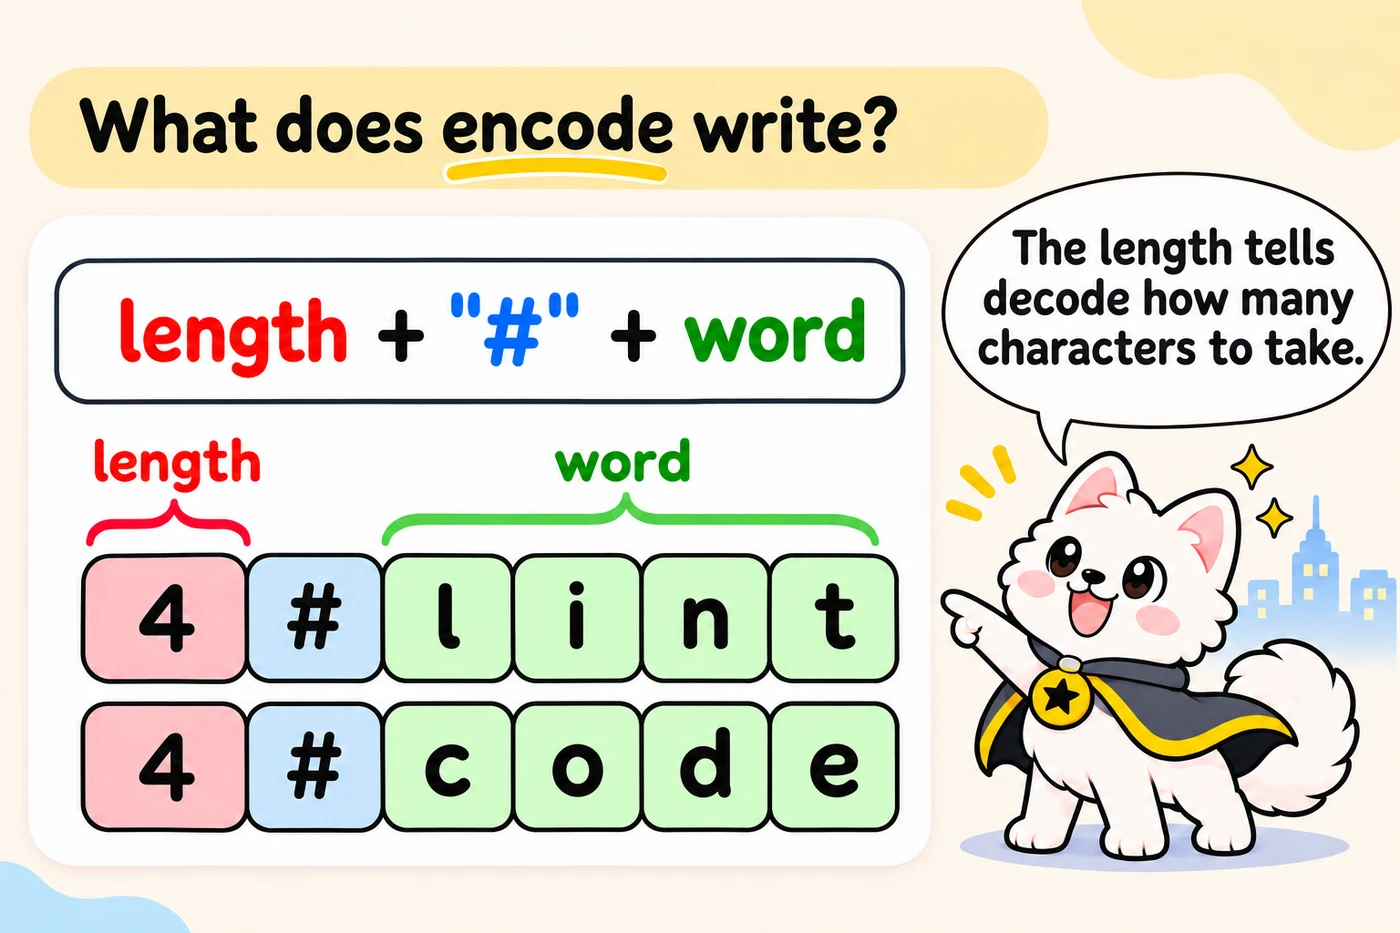 What does encode write?
length + "#" + word
length word
4 # l i n t
4 # c o d e
The length tells
decode how many
characters to take.